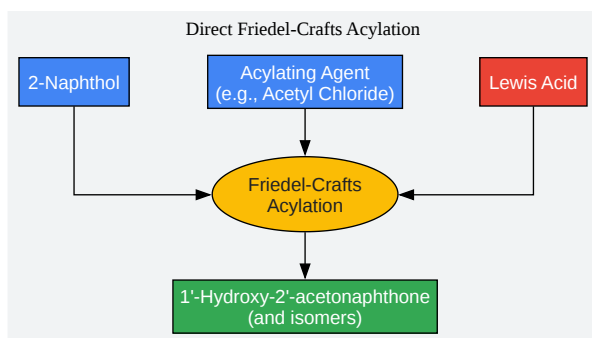 Direct Friedel-Crafts Acylation
2-Naphthol
Acylating Agent
(e.g., Acetyl Chloride)
Lewis Acid
Friedel-Crafts
Acylation
1'-Hydroxy-2'-acetonaphthone
(and isomers)